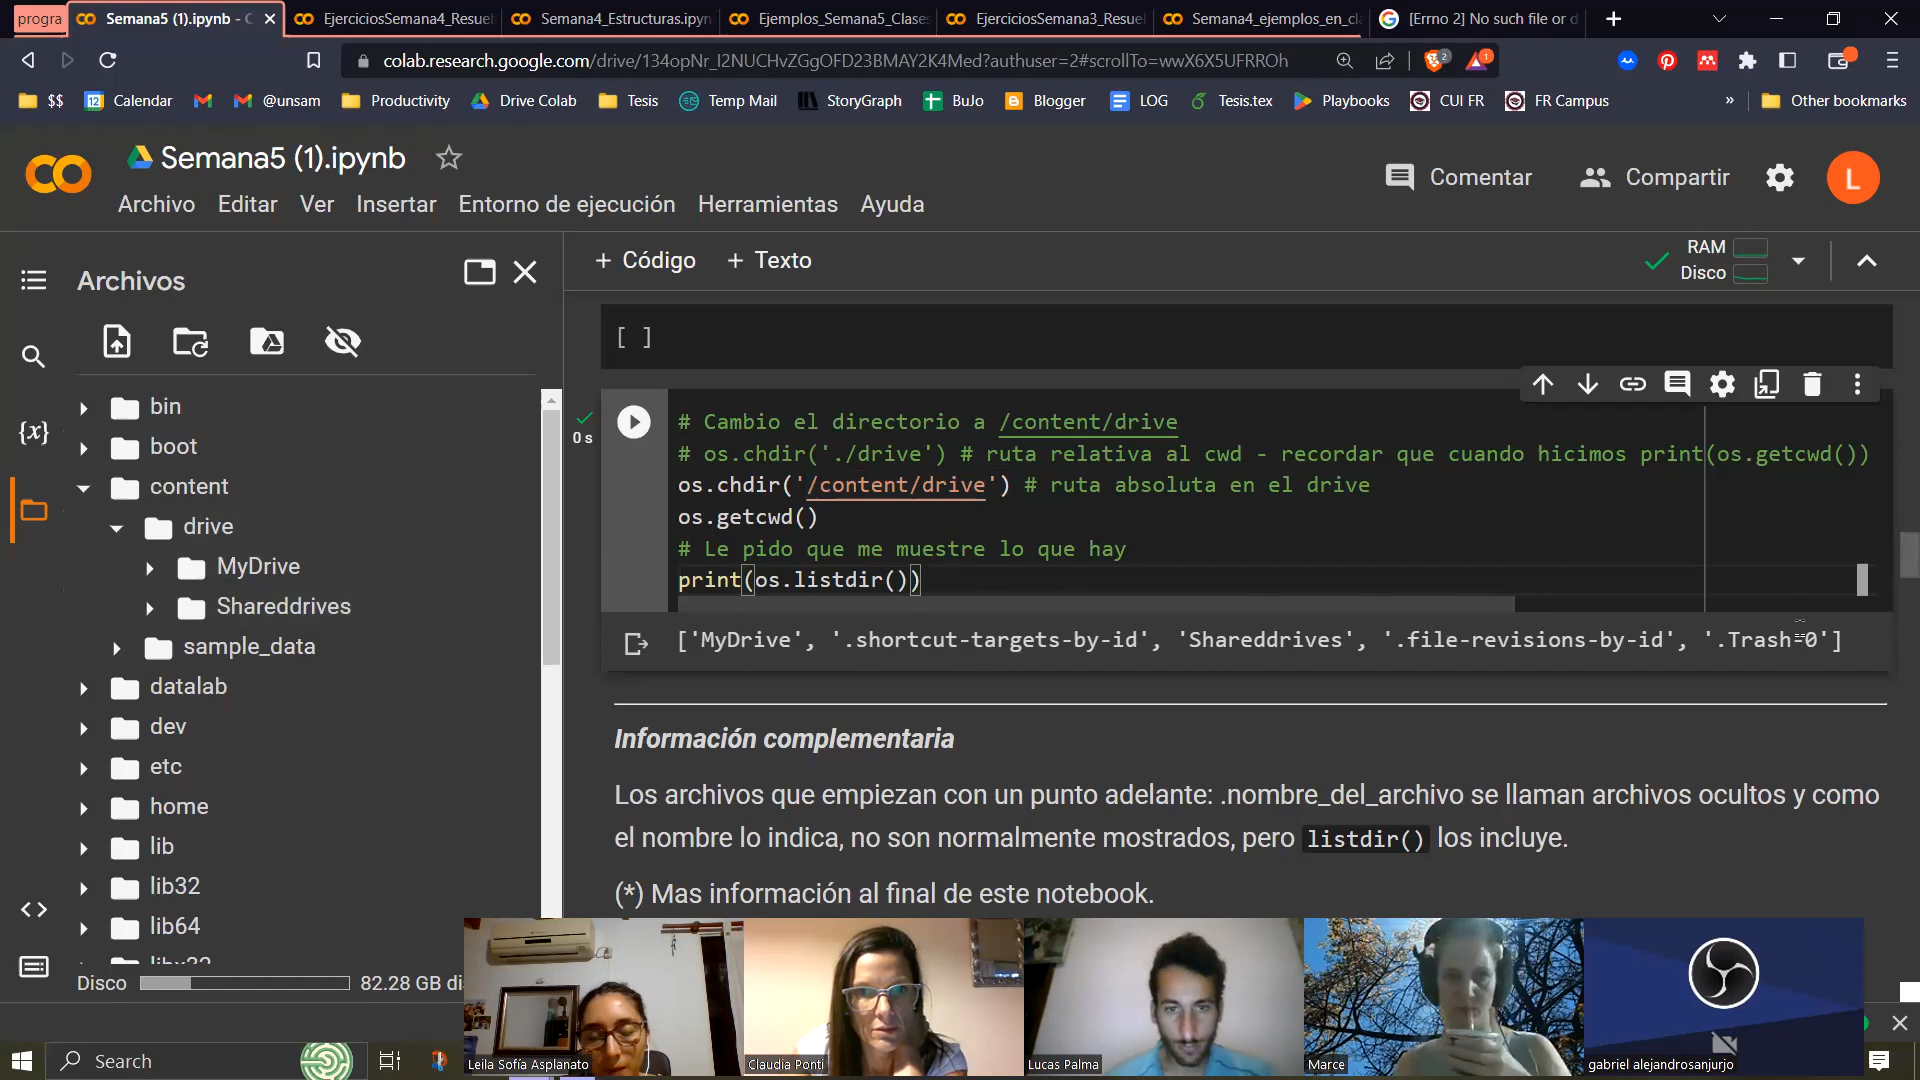 progra
Semana5 (1).ipynb - C
EjerciciosSemana4_Resuel
Semana4_Estructuras.ipyn
Ejemplos_Semana5_Clases
EjerciciosSemana3_Resuel
Semana4_ejemplos_en_cla
[Errno 2] No such file or d
colab.research.google.com/drive/134opNr_I2NUCHvZGgOFD23BMAY2K4Med?authuser=2#scrollTo=wwX6X5UFRROh
2
1
$$
12
Calendar
@unsam
Productivity
Drive Colab
Tesis
Temp Mail
StoryGraph
BuJo
Blogger
LOG
Tesis.tex
Playbooks
CUI FR
FR Campus
»
Other bookmarks
Semana5 (1).ipynb
Comentar
Compartir
L
Archivo Editar Ver Insertar Entorno de ejecución Herramientas Ayuda
+ Código + Texto
RAM
Disco
Archivos
{x}
bin
boot
content
drive
MyDrive
Shareddrives
sample_data
datalab
dev
etc
home
lib
lib32
lib64
Disco
82.28 GB di
[ ]
0 s
# Cambio el directorio a /content/drive
# os.chdir('./drive') # ruta relativa al cwd - recordar que cuando hicimos print(os.getcwd())
os.chdir('/content/drive') # ruta absoluta en el drive
os.getcwd()
# Le pido que me muestre lo que hay
print(os.listdir())
['MyDrive', '.shortcut-targets-by-id', 'Shareddrives', '.file-revisions-by-id', '.Trash-0']
Información complementaria
Los archivos que empiezan con un punto adelante: .nombre_del_archivo se llaman archivos ocultos y como
el nombre lo indica, no son normalmente mostrados, pero listdir() los incluye.
(*) Mas información al final de este notebook.
Leila Sofía Asplanato
Claudia Ponti
Lucas Palma
Marce
gabriel alejandrosanjurjo
Search